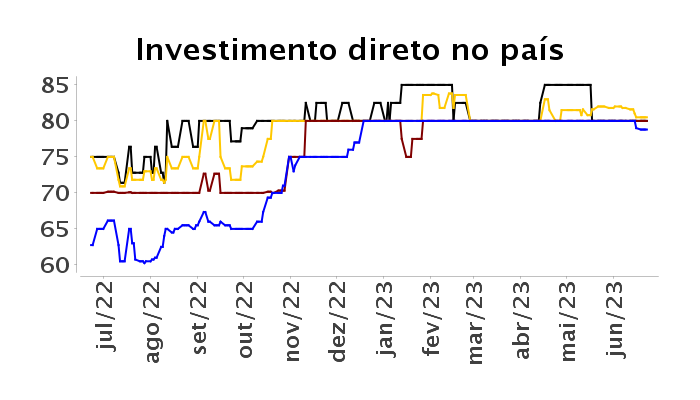 Investimento direto no país
85
80
75
70
65
60
jul/22
ago/22
set/22
out/22
nov/22
dez/22
jan/23
fev/23
mar/23
abr/23
mai/23
jun/23